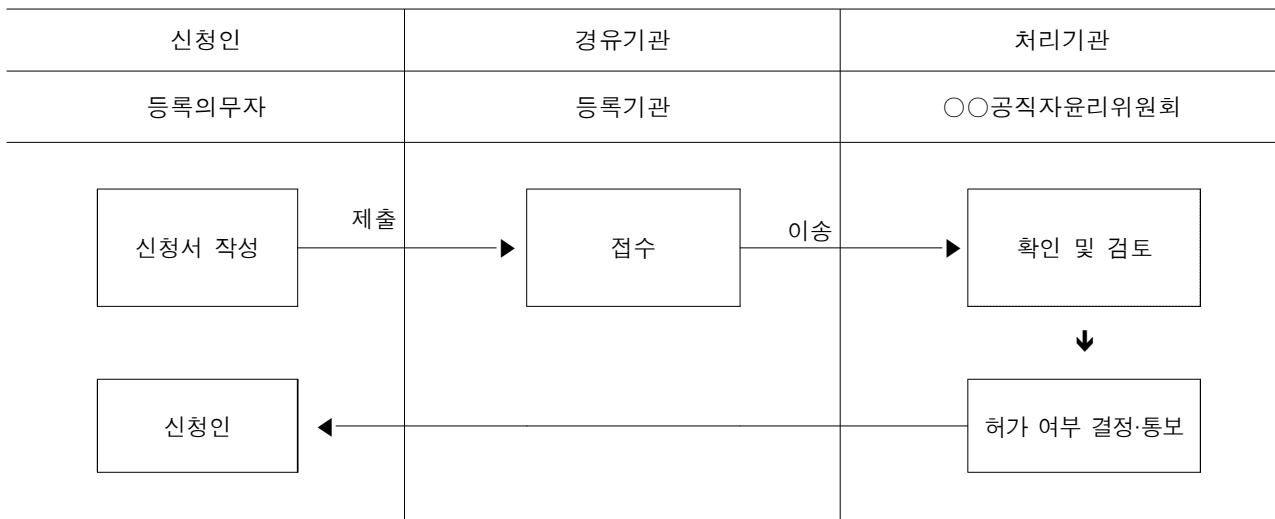 신청인
경유기관
처리기관
등록의무자
등록기관
○○공직자윤리위원회
신청서 작성
제출
접수
이송
확인 및 검토
신청인
허가 여부 결정·통보